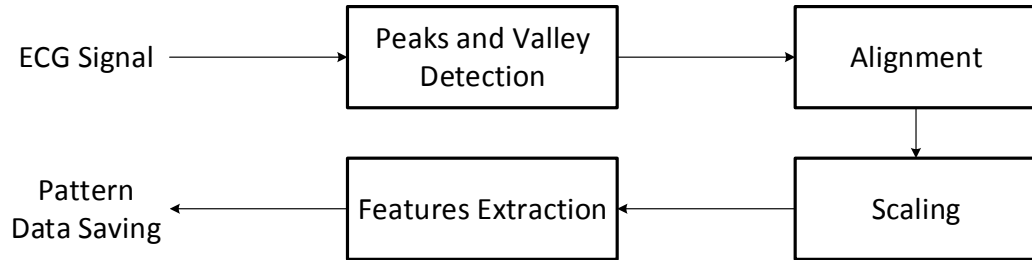 ECG Signal
Peaks and Valley
Detection
Alignment
Scaling
Features Extraction
Pattern
Data Saving